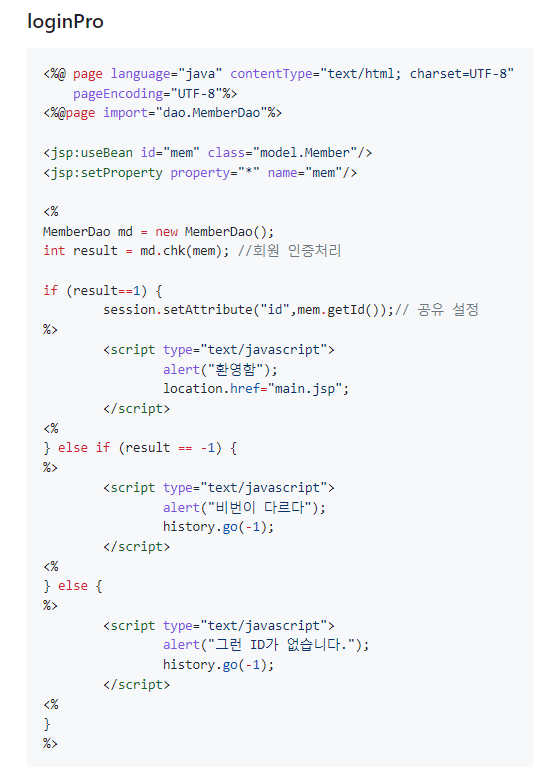 loginPro
<%@ page language="java" contentType="text/html; charset=UTF-8"
    pageEncoding="UTF-8"%>
<%@page import="dao.MemberDao"%>
<jsp:useBean id="mem" class="model.Member"/>
<jsp:setProperty property="*" name="mem"/>
<%
MemberDao md = new MemberDao();
int result = md.chk(mem); //회원 인증처리
if (result==1) {
        session.setAttribute("id",mem.getId());// 공유 설정
%>
        <script type="text/javascript">
                alert("환영함");
                location.href="main.jsp";
        </script>
<%
} else if (result == -1) {
%>
        <script type="text/javascript">
                alert("비번이 다르다");
                history.go(-1);
        </script>
<%
} else {
%>
        <script type="text/javascript">
                alert("그런 ID가 없습니다.");
                history.go(-1);
        </script>
<%
}
%>